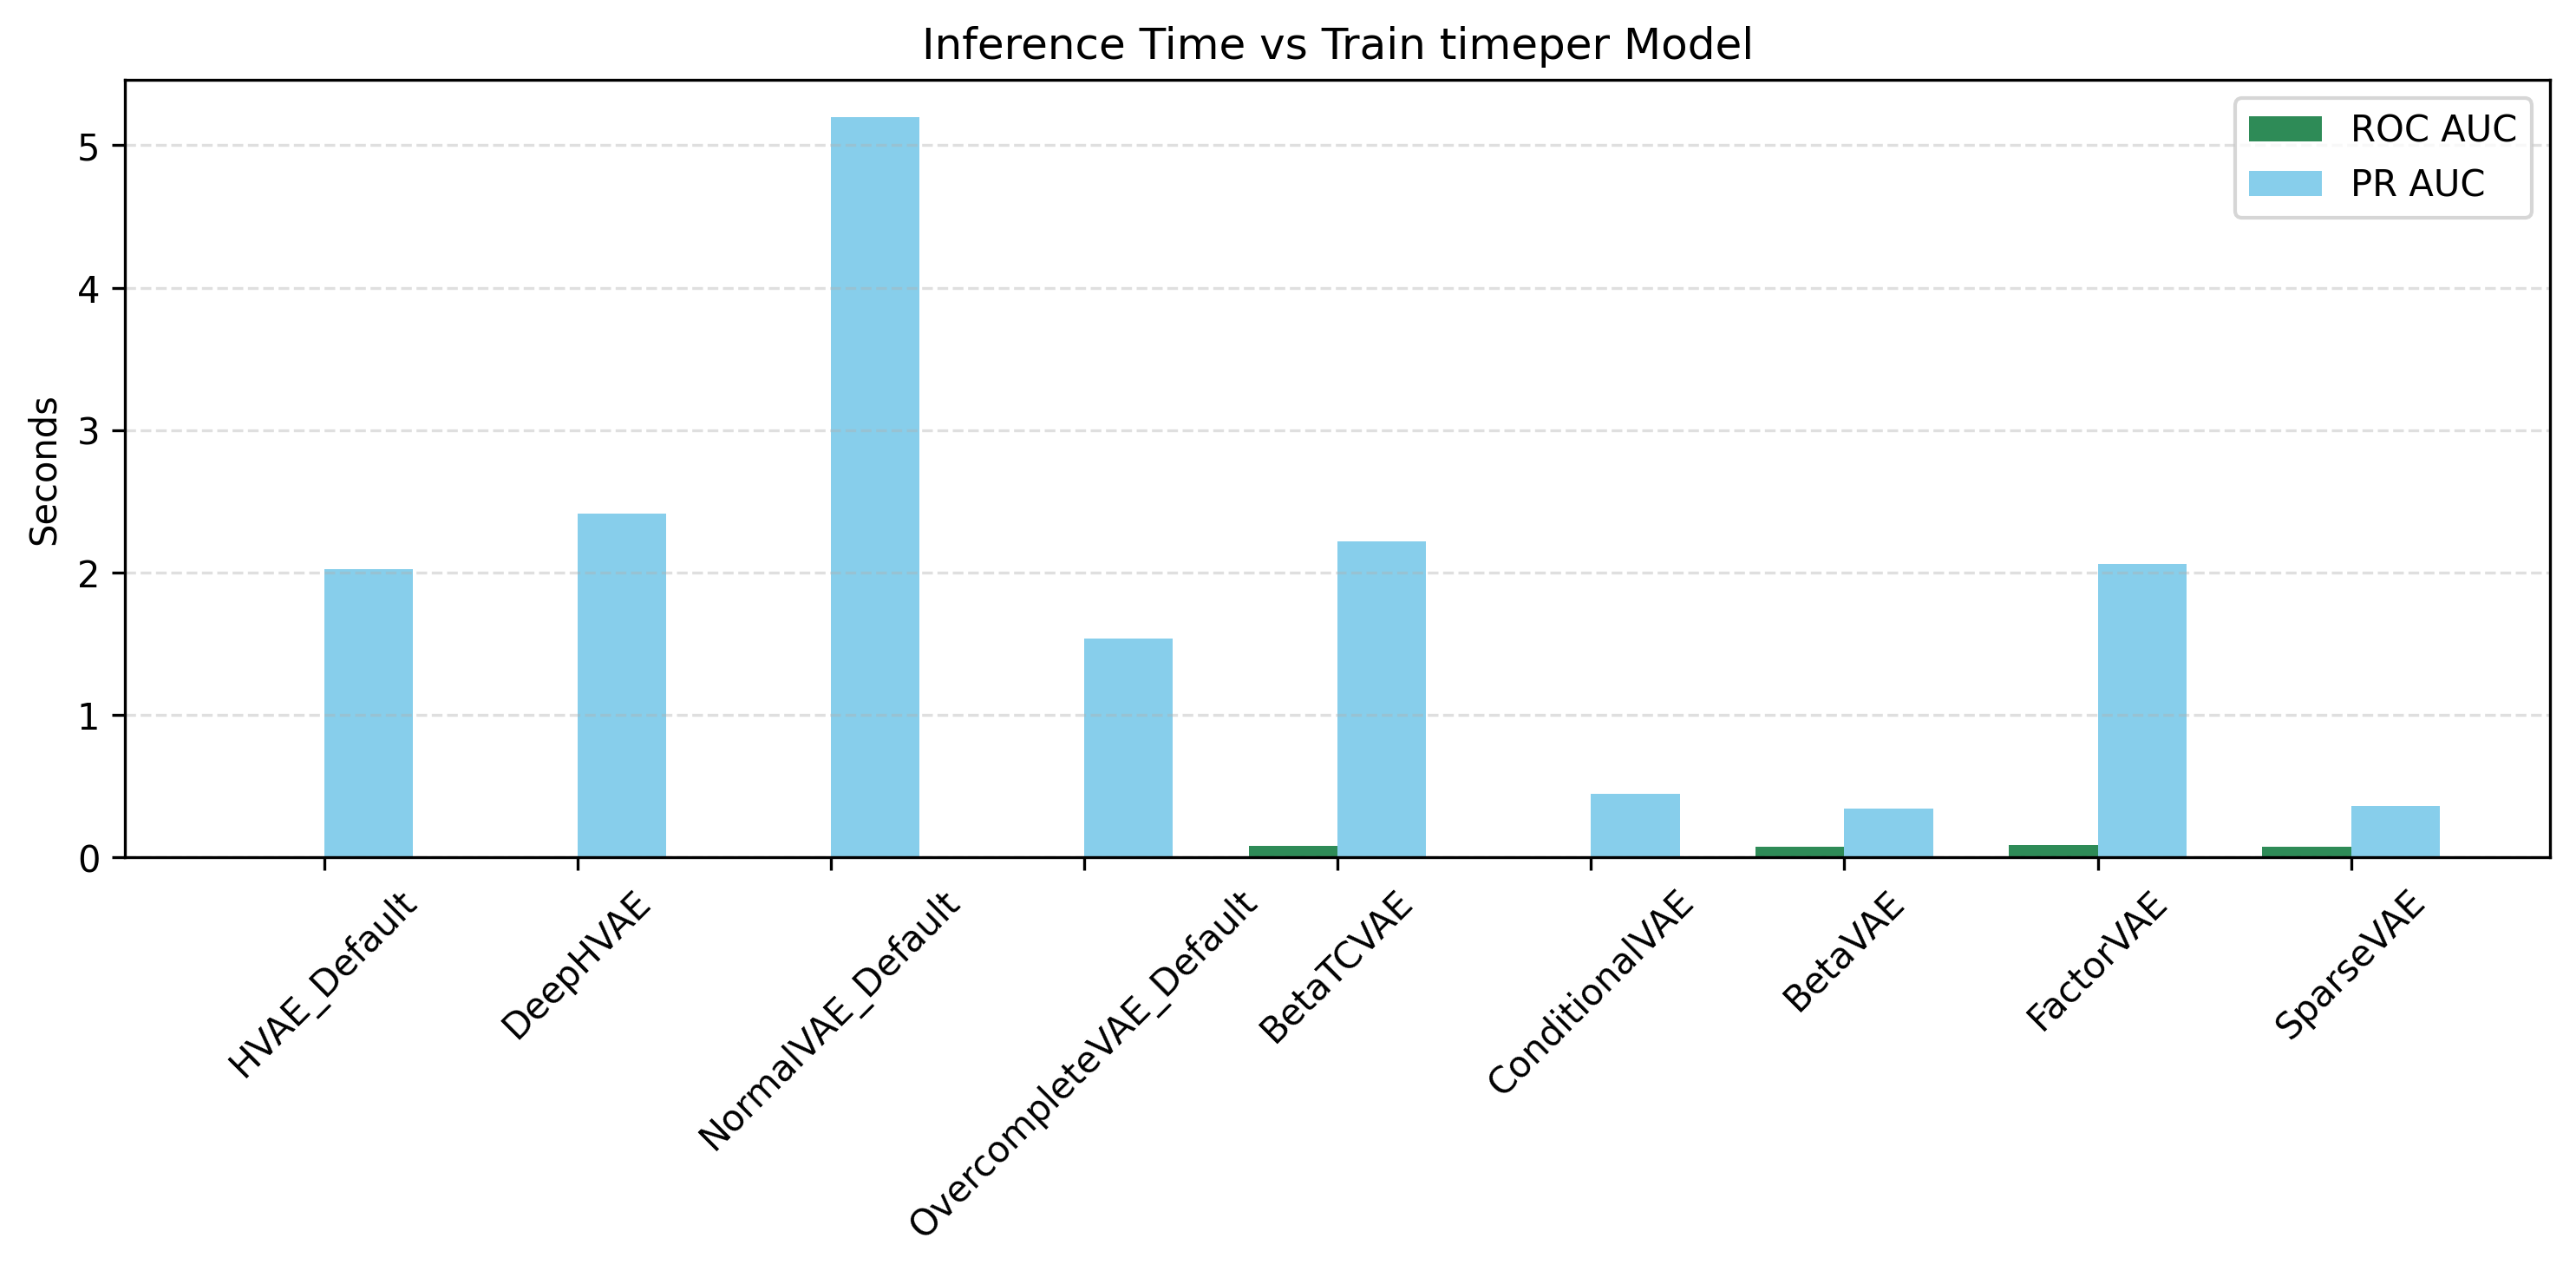 Inference Time vs Train timeper Model
ROC AUC
PR AUC
Seconds
5
4
3
2
1
0
HVAE_Default
DeepHVAE
NormalVAE_Default
OvercompleteVAE_Default
BetaTCVAE
ConditionalVAE
BetaVAE
FactorVAE
SparseVAE